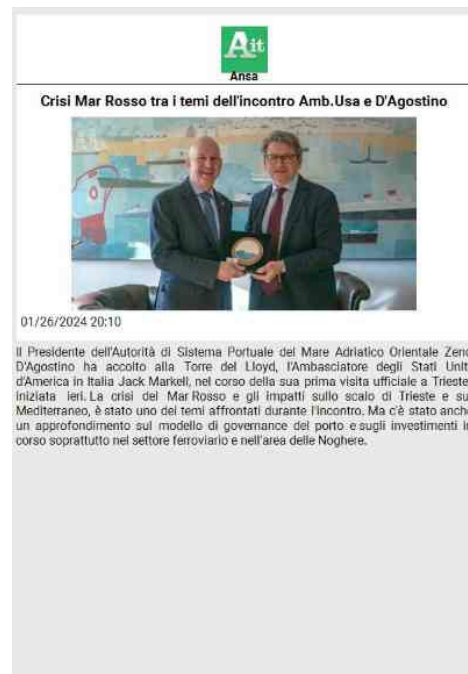 Ait
Ansa
Crisi Mar Rosso tra i temi dell'incontro Amb.Usa e D'Agostino
01/26/2024 20:10
Il Presidente dell'Autorità di Sistema Portuale del Mare Adriatico Orientale Zeno
D'Agostino ha accolto alla Torre del Lloyd, l'Ambasciatore degli Stati Unit
d'America in Italia Jack Markell, nel corso della sua prima visita ufficiale a Trieste
iniziata ieri. La crisi del Mar Rosso e gli impatti sullo scalo di Trieste e su
Mediterraneo, è stato uno dei temi affrontati durante l'incontro. Ma c'è stato anche
un approfondimento sul modello di governance del porto e sugli investimenti i
corso soprattutto nel settore ferroviario e nell'area delle Noghere.